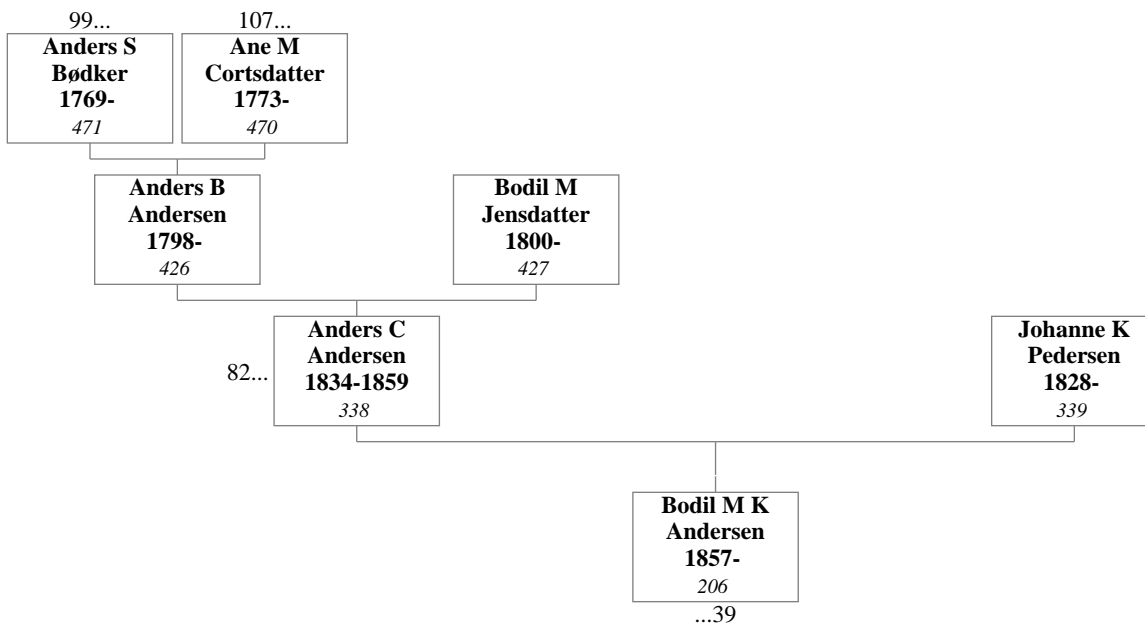 99...
107...
Anders S
Bødker
1769-
471
Ane M
Cortsdatter
1773-
470
Anders B
Andersen
1798-
426
Bodil M
Jensdatter
1800-
427
82...
Anders C
Andersen
1834-1859
338
Johanne K
Pedersen
1828-
339
Bodil M K
Andersen
1857-
206
...39